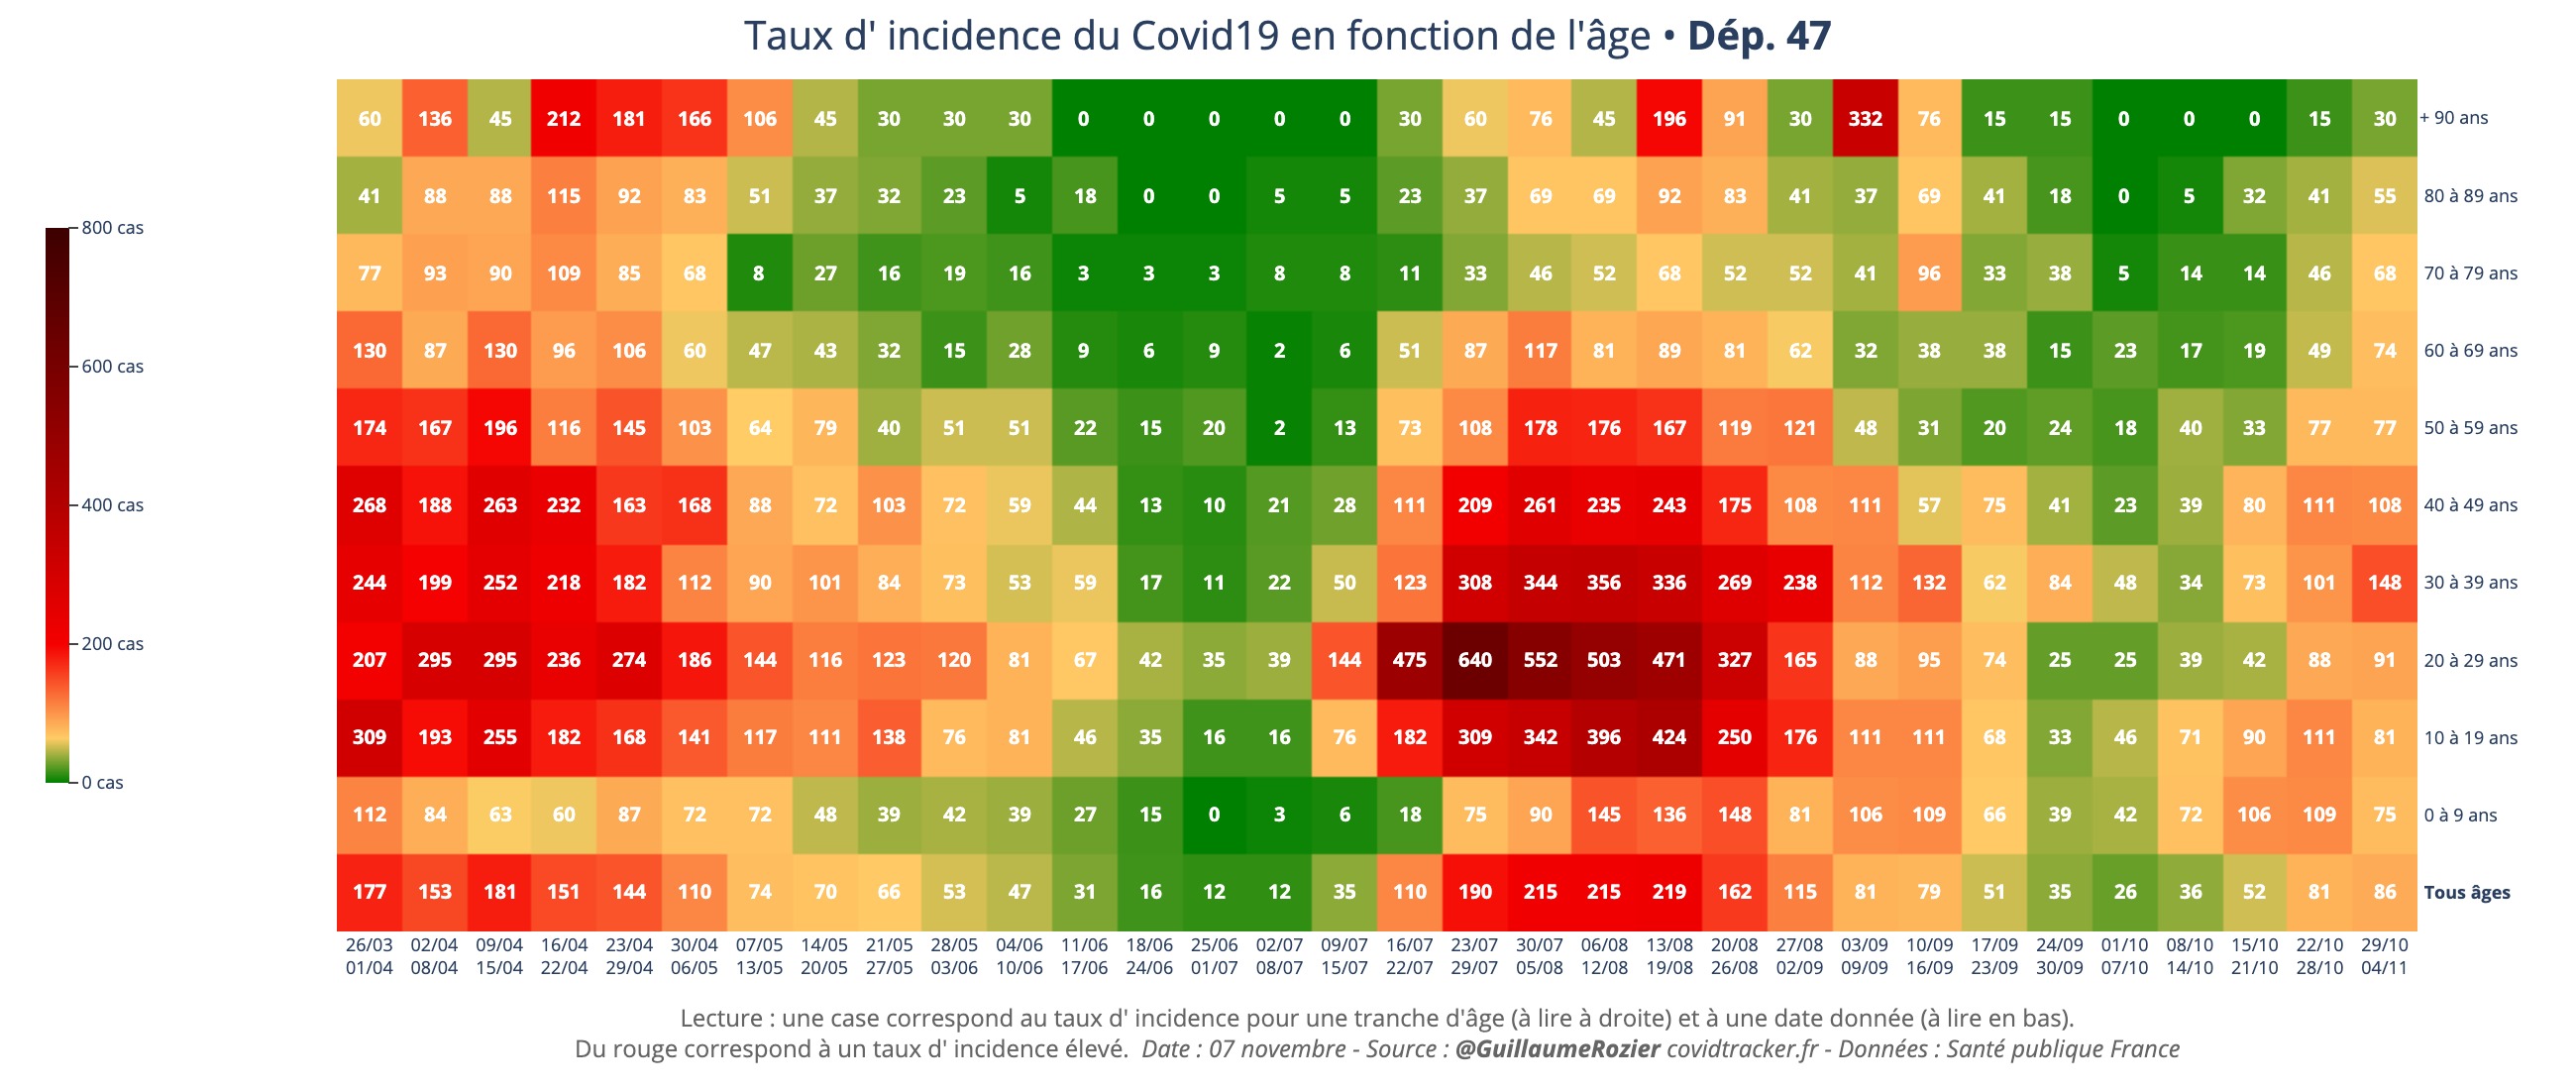 Taux d' incidence du Covid19 en fonction de l'âge • Dép. 47
60 136 45 212 181 166 106 45 30 30 30 0 0 0 0 0 30 60 76 45 196 91 30 332 76 15 15 0 0 0 15 30 + 90 ans
41 88 88 115 92 83 51 37 32 23 5 18 0 0 5 5 23 37 69 69 92 83 41 37 69 41 18 0 5 32 41 55 80 à 89 ans
800 cas
77 93 90 109 85 68 8 27 16 19 16 3 3 3 8 8 11 33 46 52 68 52 52 41 96 33 38 5 14 14 46 68 70 à 79 ans
130 87 130 96 106 60 47 43 32 15 28 9 6 9 2 6 51 87 117 81 89 81 62 32 38 38 15 23 17 19 49 74 60 à 69 ans
600 cas
174 167 196 116 145 103 64 79 40 51 51 22 15 20 2 13 73 108 178 176 167 119 121 48 31 20 24 18 40 33 77 77 50 à 59 ans
400 cas
268 188 263 232 163 168 88 72 103 72 59 44 13 10 21 28 111 209 261 235 243 175 108 111 57 75 41 23 39 80 111 108 40 à 49 ans
244 199 252 218 182 112 90 101 84 73 53 59 17 11 22 50 123 308 344 356 336 269 238 112 132 62 84 48 34 73 101 148 30 à 39 ans
200 cas
207 295 295 236 274 186 144 116 123 120 81 67 42 35 39 144 475 640 552 503 471 327 165 88 95 74 25 25 39 42 88 91 20 à 29 ans
309 193 255 182 168 141 117 111 138 76 81 46 35 16 16 76 182 309 342 396 424 250 176 111 111 68 33 46 71 90 111 81 10 à 19 ans
0 cas
112 84 63 60 87 72 72 48 39 42 39 27 15 0 3 6 18 75 90 145 136 148 81 106 109 66 39 42 72 106 109 75 0 à 9 ans
177 153 181 151 144 110 74 70 66 53 47 31 16 12 12 35 110 190 215 215 219 162 115 81 79 51 35 26 36 52 81 86 Tous âges
26/03 02/04 09/04 16/04 23/04 30/04 07/05 14/05 21/05 28/05 04/06 11/06 18/06 25/06 02/07 09/07 16/07 23/07 30/07 06/08 13/08 20/08 27/08 03/09 10/09 17/09 24/09 01/10 08/10 15/10 22/10 29/10
01/04 08/04 15/04 22/04 29/04 06/05 13/05 20/05 27/05 03/06 10/06 17/06 24/06 01/07 08/07 15/07 22/07 29/07 05/08 12/08 19/08 26/08 02/09 09/09 16/09 23/09 30/09 07/10 14/10 21/10 28/10 04/11
Lecture : une case correspond au taux d' incidence pour une tranche d'âge (à lire à droite) et à une date donnée (à lire en bas).
Du rouge correspond à un taux d' incidence élevé. Date : 07 novembre - Source : @GuillaumeRozier covidtracker.fr - Données : Santé publique France